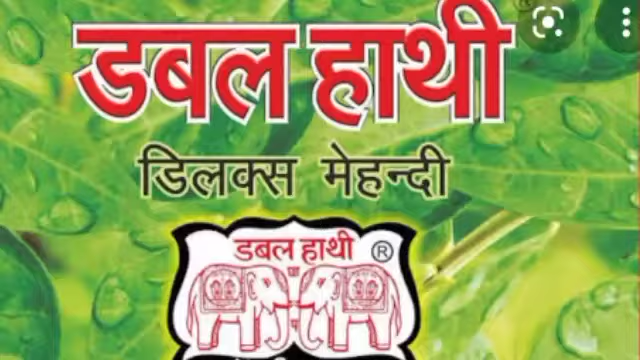 डबल हाथी
डिलक्स मेहन्दी
डबल हाथी ®